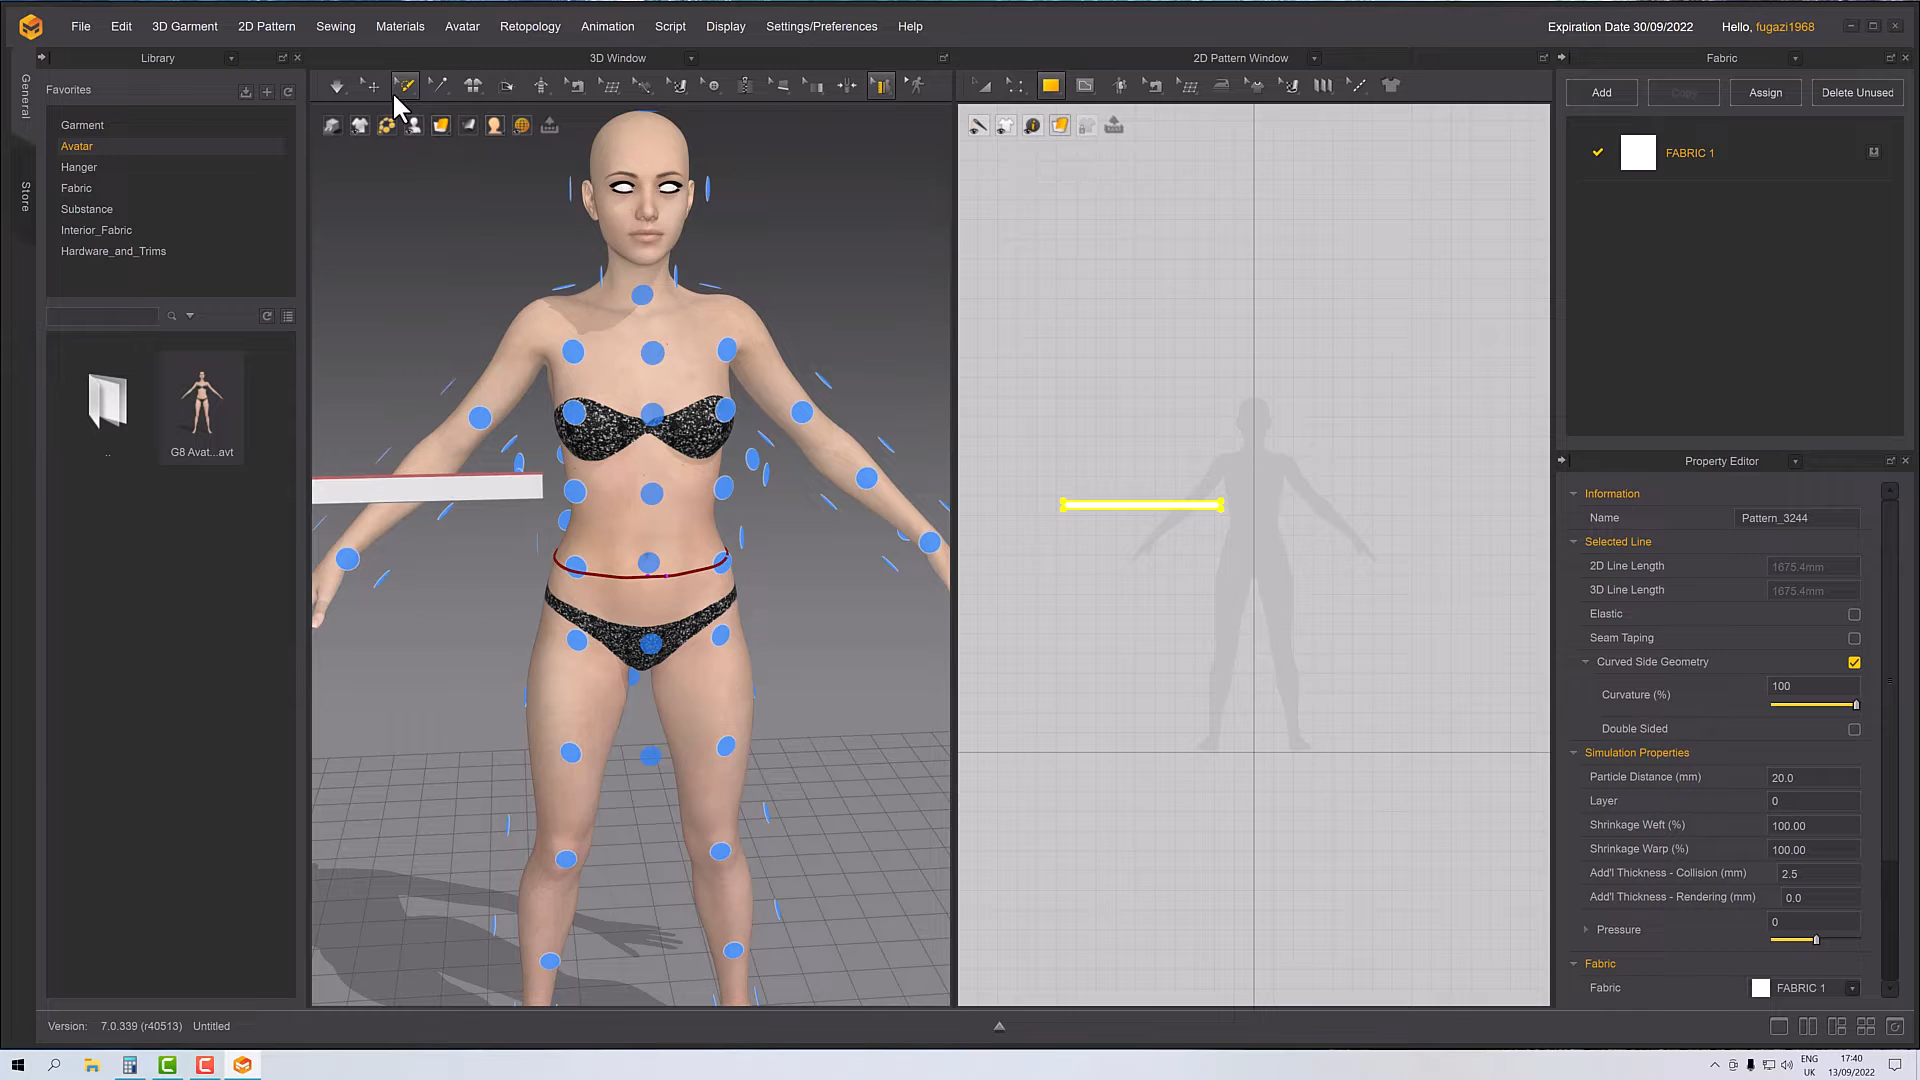 File Edit 3D Garment 2D Pattern Sewing Materials Avatar Retopology Animation Script Display Settings/Preferences Help Expiration Date 30/09/2022 Hello, fugazi1968
Library 3D Window 2D Pattern Window Fabric
General
Store
Favorites
Garment
Avatar
Hanger
Fabric
Substance
Interior_Fabric
Hardware_and_Trims
..
G8 Avat...avt
Add Copy Assign Delete Unused
FABRIC 1
Property Editor
Information
Name Pattern_3244
Selected Line
2D Line Length 1675.4mm
3D Line Length 1675.4mm
Elastic
Seam Taping
Curved Side Geometry
Curvature (%) 100
Double Sided
Simulation Properties
Particle Distance (mm) 20.0
Layer 0
Shrinkage Weft (%) 100.00
Shrinkage Warp (%) 100.00
Add'l Thickness - Collision (mm) 2.5
Add'l Thickness - Rendering (mm) 0.0
Pressure 0
Fabric
Fabric FABRIC 1
Version: 7.0.339 (r40513) Untitled
ENG 17:40
UK 13/09/2022